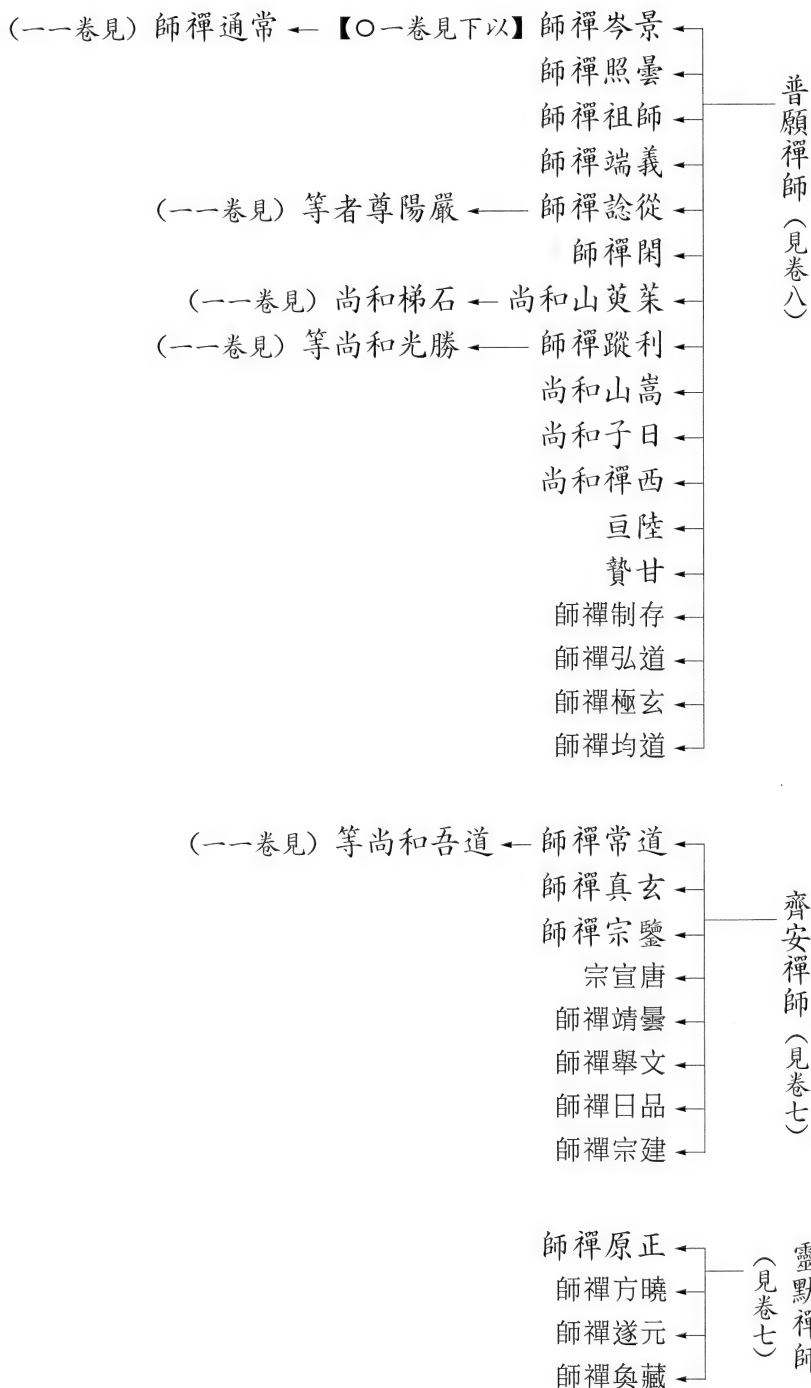 普願禪師（見卷八）
景岑禪師【以下見卷一〇】 常通禪師（見卷一一）
曇照禪師
師祖禪師
義端禪師
從諗禪師 嚴陽尊者等（見卷一一）
閑禪師
茱萸山和尚 石梯和尚（見卷一一）
利蹤禪師 勝光和尚等（見卷一一）
嵩山和尚
日子和尚
西禪和尚
陸亘
甘贄
存制禪師
道弘禪師
玄極禪師
道均禪師
齊安禪師（見卷七）
道常禪師 道吾和尚等（見卷一一）
玄真禪師
鑒宗禪師
唐宣宗
曇靖禪師
文舉禪師
品日禪師
建宗禪師
靈默禪師
（見卷七）
正原禪師
曉方禪師
元遂禪師
藏奐禪師